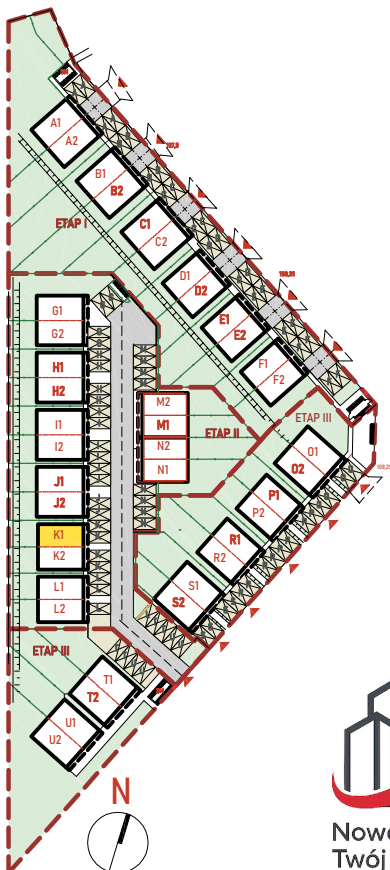 A1
A2
B1
B2
ETAP I
C1
C2
D1
D2
E1
E2
F1
F2
G1
G2
H1
H2
I1
I2
J1
J2
K1
K2
L1
L2
M2
M1
N2
N1
ETAP II
ETAP III
O1
O2
P1
P2
R1
R2
S1
S2
ETAP III
T1
T2
U1
U2
N
Nowo
Twój